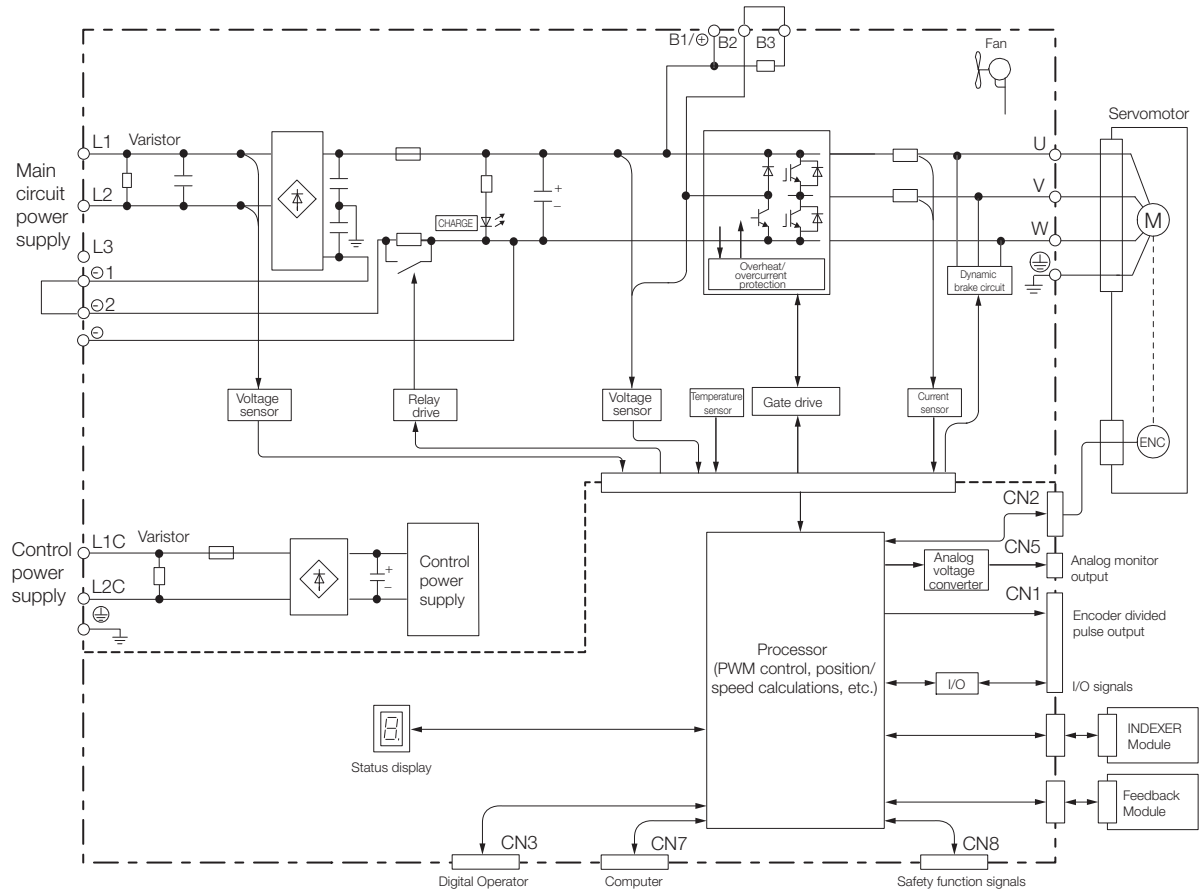 B1/⊕
B2
B3
Fan
Servomotor
Main
circuit
power
supply
L1
Varistor
L2
L3
⊖1
⊖2
⊖
CHARGE
+
–
Overheat/
overcurrent
protection
U
V
W
M
Dynamic
brake circuit
Voltage
sensor
Relay
drive
Voltage
sensor
Temperature
sensor
Gate drive
Current
sensor
ENC
Control
power
supply
L1C
Varistor
L2C
+
–
Control
power
supply
CN2
CN5
Analog
voltage
converter
Analog monitor
output
CN1
Encoder divided
pulse output
Processor
(PWM control, position/
speed calculations, etc.)
I/O
I/O signals
INDEXER
Module
Feedback
Module
8.
Status display
CN3
CN7
CN8
Digital Operator
Computer
Safety function signals